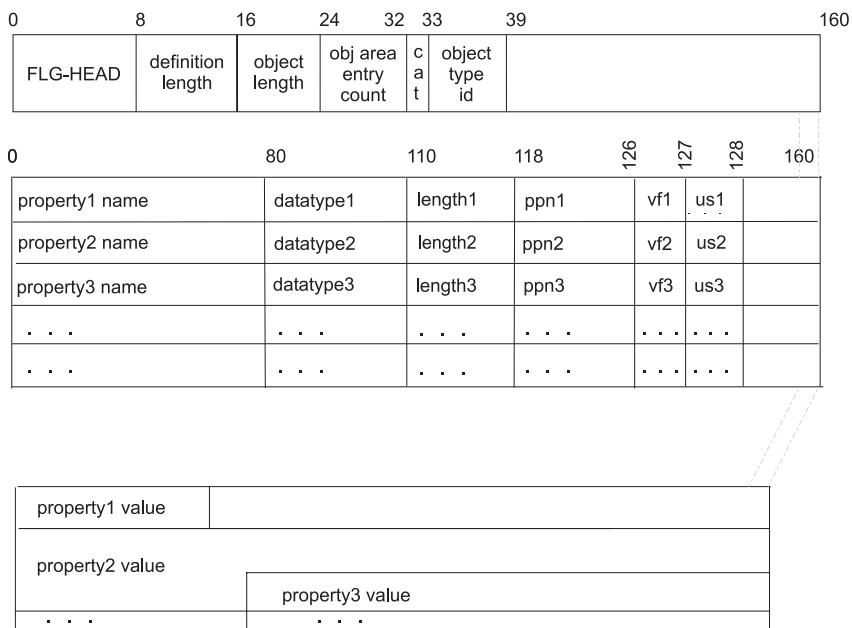 0 8 16 24 32 33 39 160
FLG-HEAD definition length object length obj area entry count cat object type id
0 80 110 118 126 127 128 160
property1 name datatype1 length1 ppn1 vf1 us1
. . .
property2 name datatype2 length2 ppn2 vf2 us2
property3 name datatype3 length3 ppn3 vf3 us3
. . . . . . . . . . . . . . . . . .
. . . . . . . . . . . . . . . . . .
property1 value
property2 value
property3 value
. . . . . .